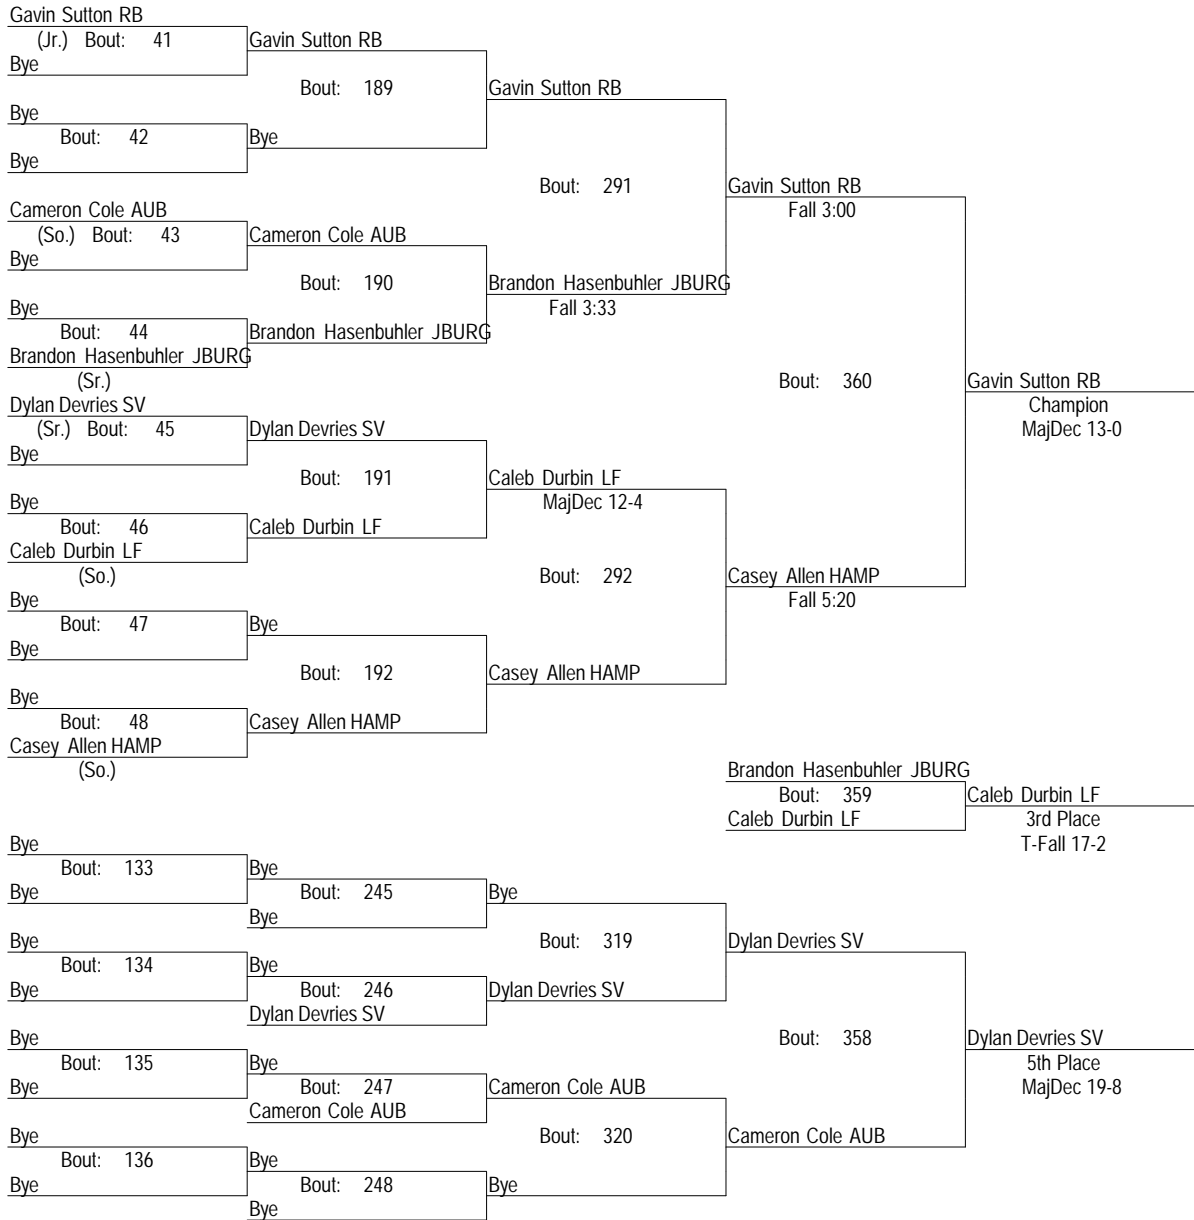 Gavin Sutton RB
(Jr.) Bout: 41
Gavin Sutton RB
Bye
Bout: 189
Gavin Sutton RB
Bye
Bout: 42
Bye
Bye
Bout: 291
Gavin Sutton RB
Fall 3:00
Cameron Cole AUB
(So.) Bout: 43
Cameron Cole AUB
Bye
Bout: 190
Brandon Hasenbuhler JBURG
Fall 3:33
Bye
Bout: 44
Brandon Hasenbuhler JBURG
Brandon Hasenbuhler JBURG
(Sr.)
Bout: 360
Gavin Sutton RB
Champion
MajDec 13-0
Dylan Devries SV
(Sr.) Bout: 45
Dylan Devries SV
Bye
Bout: 191
Caleb Durbin LF
MajDec 12-4
Bye
Bout: 46
Caleb Durbin LF
Caleb Durbin LF
(So.)
Bout: 292
Casey Allen HAMP
Fall 5:20
Bye
Bout: 47
Bye
Bye
Bout: 192
Casey Allen HAMP
Bye
Bout: 48
Casey Allen HAMP
Casey Allen HAMP
(So.)
Brandon Hasenbuhler JBURG
Bout: 359
Caleb Durbin LF
Caleb Durbin LF
3rd Place
T-Fall 17-2
Bye
Bout: 133
Bye
Bye
Bout: 245
Bye
Bye
Bout: 319
Dylan Devries SV
Bye
Bout: 134
Bye
Bye
Bout: 246
Dylan Devries SV
Dylan Devries SV
Bout: 358
Dylan Devries SV
5th Place
MajDec 19-8
Bye
Bout: 135
Bye
Bye
Bout: 247
Cameron Cole AUB
Cameron Cole AUB
Bout: 320
Cameron Cole AUB
Bye
Bout: 136
Bye
Bye
Bout: 248
Bye
Bye